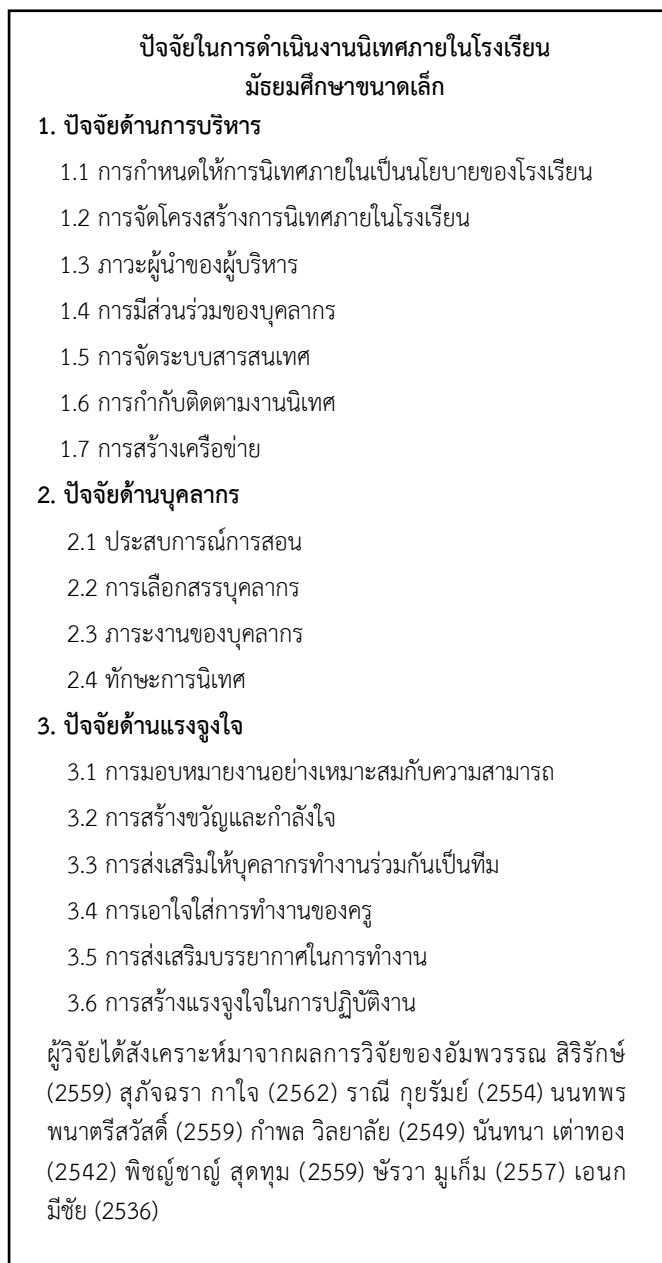 ปัจจัยในการดำเนินงานนิเทศภายในโรงเรียน
มัธยมศึกษาขนาดเล็ก
1. ปัจจัยด้านการบริหาร
1.1 การกำหนดให้การนิเทศภายในเป็นนโยบายของโรงเรียน
1.2 การจัดโครงสร้างการนิเทศภายในโรงเรียน
1.3 ภาวะผู้นำของผู้บริหาร
1.4 การมีส่วนร่วมของบุคลากร
1.5 การจัดระบบสารสนเทศ
1.6 การกำกับติดตามงานนิเทศ
1.7 การสร้างเครือข่าย
2. ปัจจัยด้านบุคลากร
2.1 ประสบการณ์การสอน
2.2 การเลือกสรรบุคลากร
2.3 ภาระงานของบุคลากร
2.4 ทักษะการนิเทศ
3. ปัจจัยด้านแรงจูงใจ
3.1 การมอบหมายงานอย่างเหมาะสมกับความสามารถ
3.2 การสร้างขวัญและกำลังใจ
3.3 การส่งเสริมให้บุคลากรทำงานร่วมกันเป็นทีม
3.4 การเอาใจใส่การทำงานของครู
3.5 การส่งเสริมบรรยากาศในการทำงาน
3.6 การสร้างแรงจูงใจในการปฏิบัติงาน
ผู้วิจัยได้สังเคราะห์มาจากผลการวิจัยของอัมพวรรณ สิริรักษ์
(2559) สุภัจฉรา กาใจ (2562) ราณี กุยรัมย์ (2554) นนทพร
พนาตรีสวัสดิ์ (2559) กำพล วิลยาลัย (2549) นันทนา เต่าทอง
(2542) พิชญ์ชาญ์ สุดทุม (2559) ษัรวา มูเก็ม (2557) เอนก
มีชัย (2536)